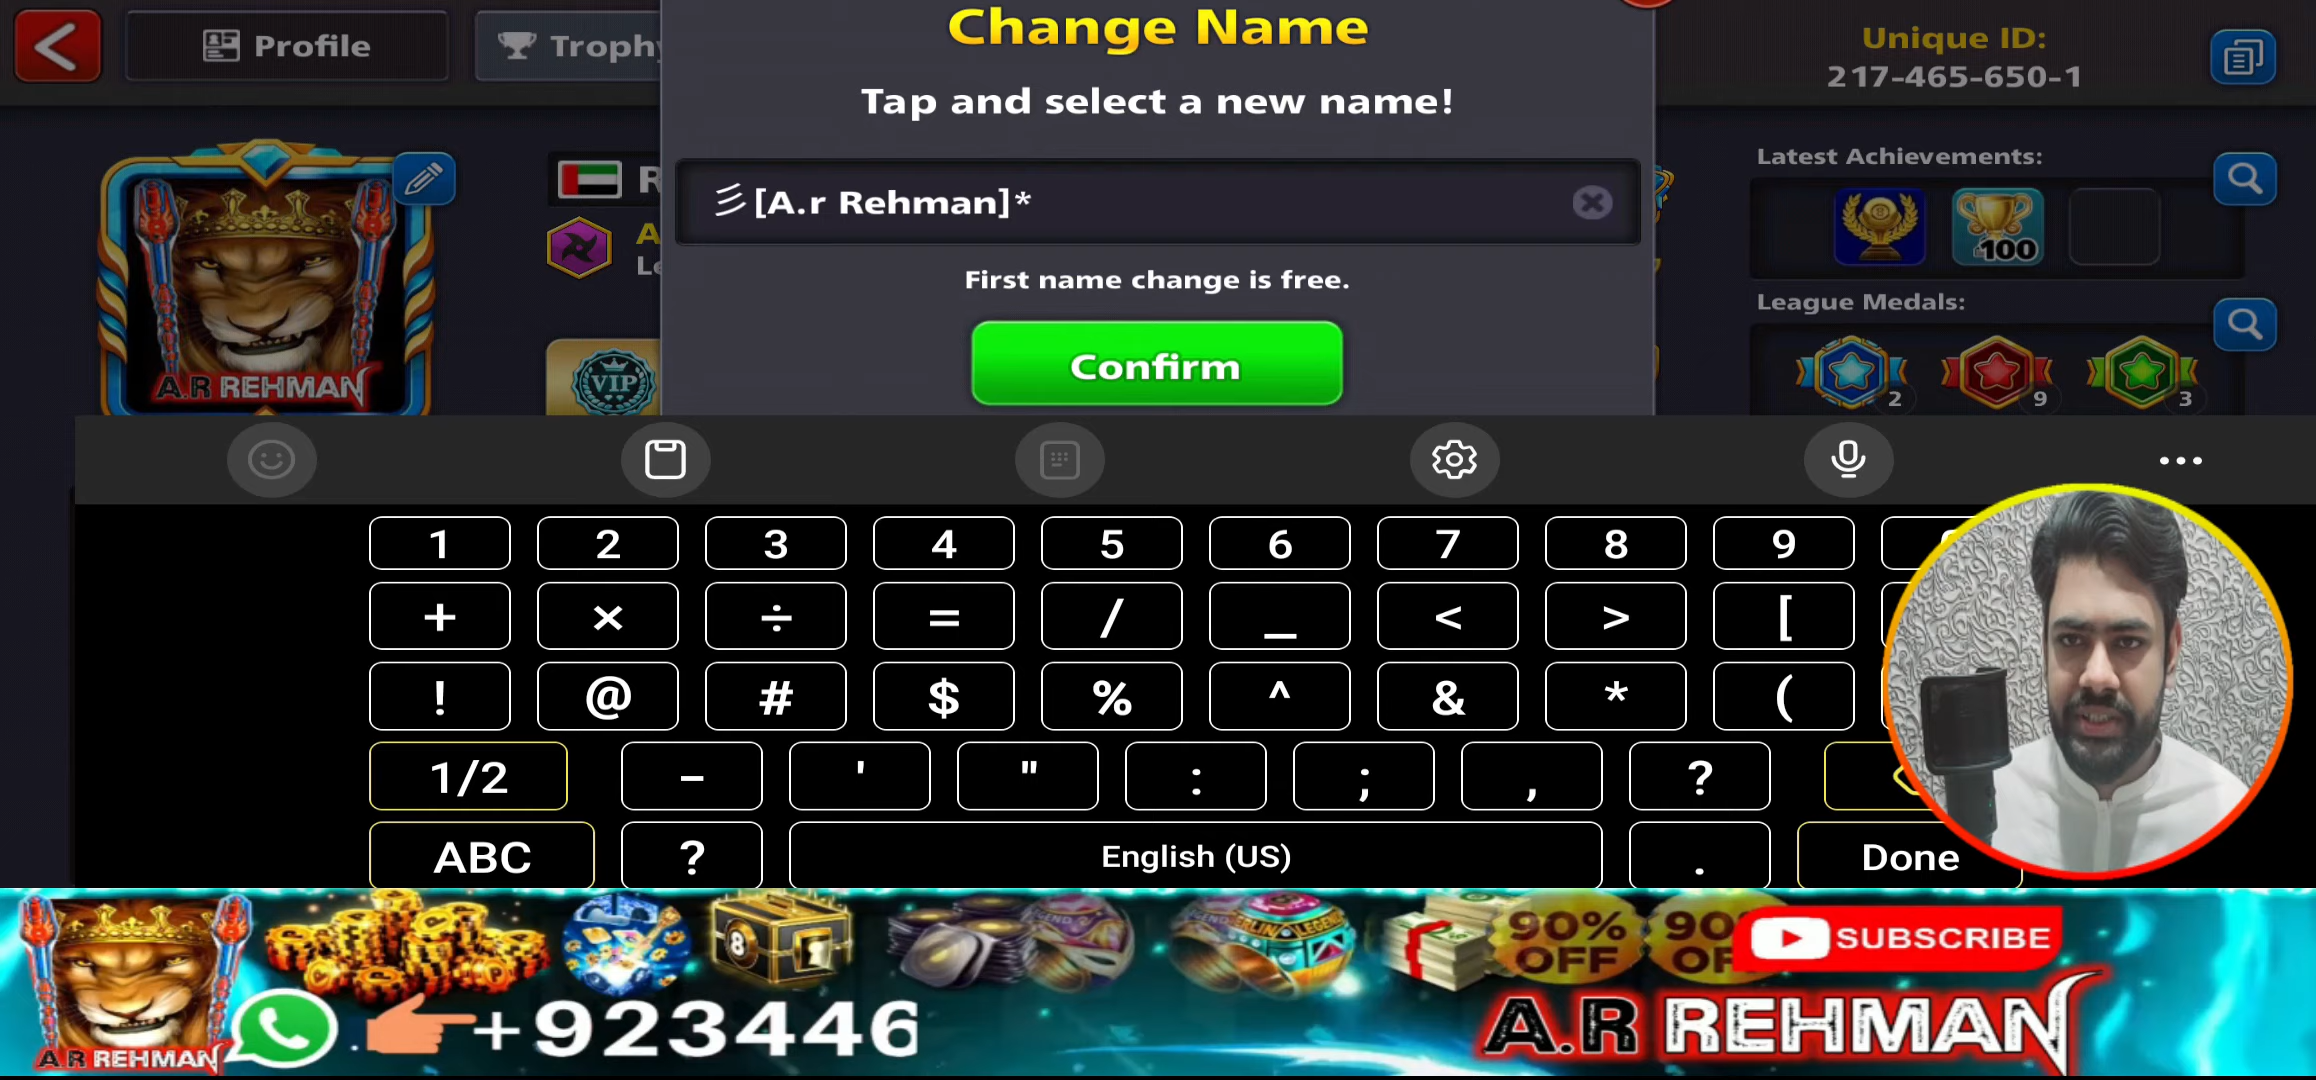 Change Name
Profile
Trophy
Unique ID:
217-465-650-1
Tap and select a new name!
彡[A.r Rehman]*
First name change is free.
Confirm
Latest Achievements:
100
League Medals:
2 9 3
VIP
A.R REHMAN
1 2 3 4 5 6 7 8 9
+ × ÷ = / _ < > [
! @ # $ % ^ & * (
1/2 - ' " : ; , ?
ABC ? English (US) . Done
8
90% OFF
90
SUBSCRIBE
+923446
A.R REHMAN
A.R REHMAN